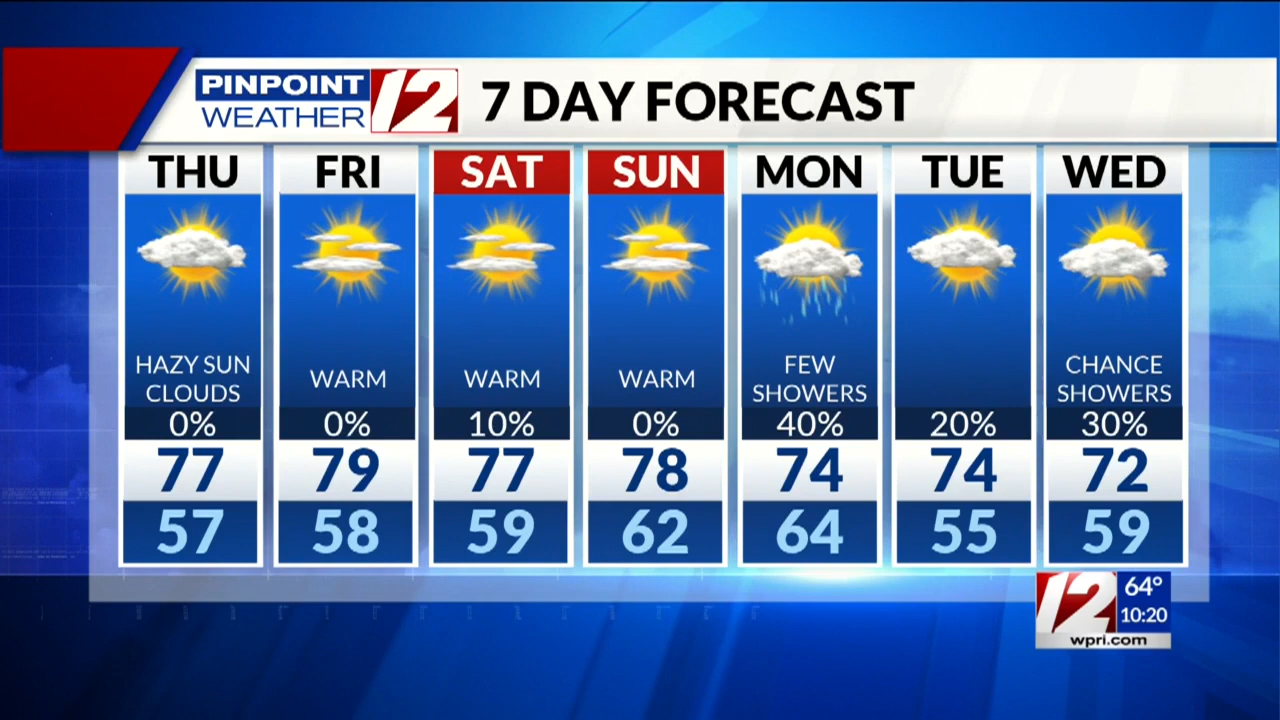 PINPOINT
WEATHER 12
7 DAY FORECAST
THU FRI SAT SUN MON TUE WED
HAZY SUN
CLOUDS
WARM
WARM
WARM
FEW
SHOWERS
CHANCE
SHOWERS
0% 0% 10% 0% 40% 20% 30%
77 79 77 78 74 74 72
57 58 59 62 64 55 59
12
64°
10:20
wpri.com